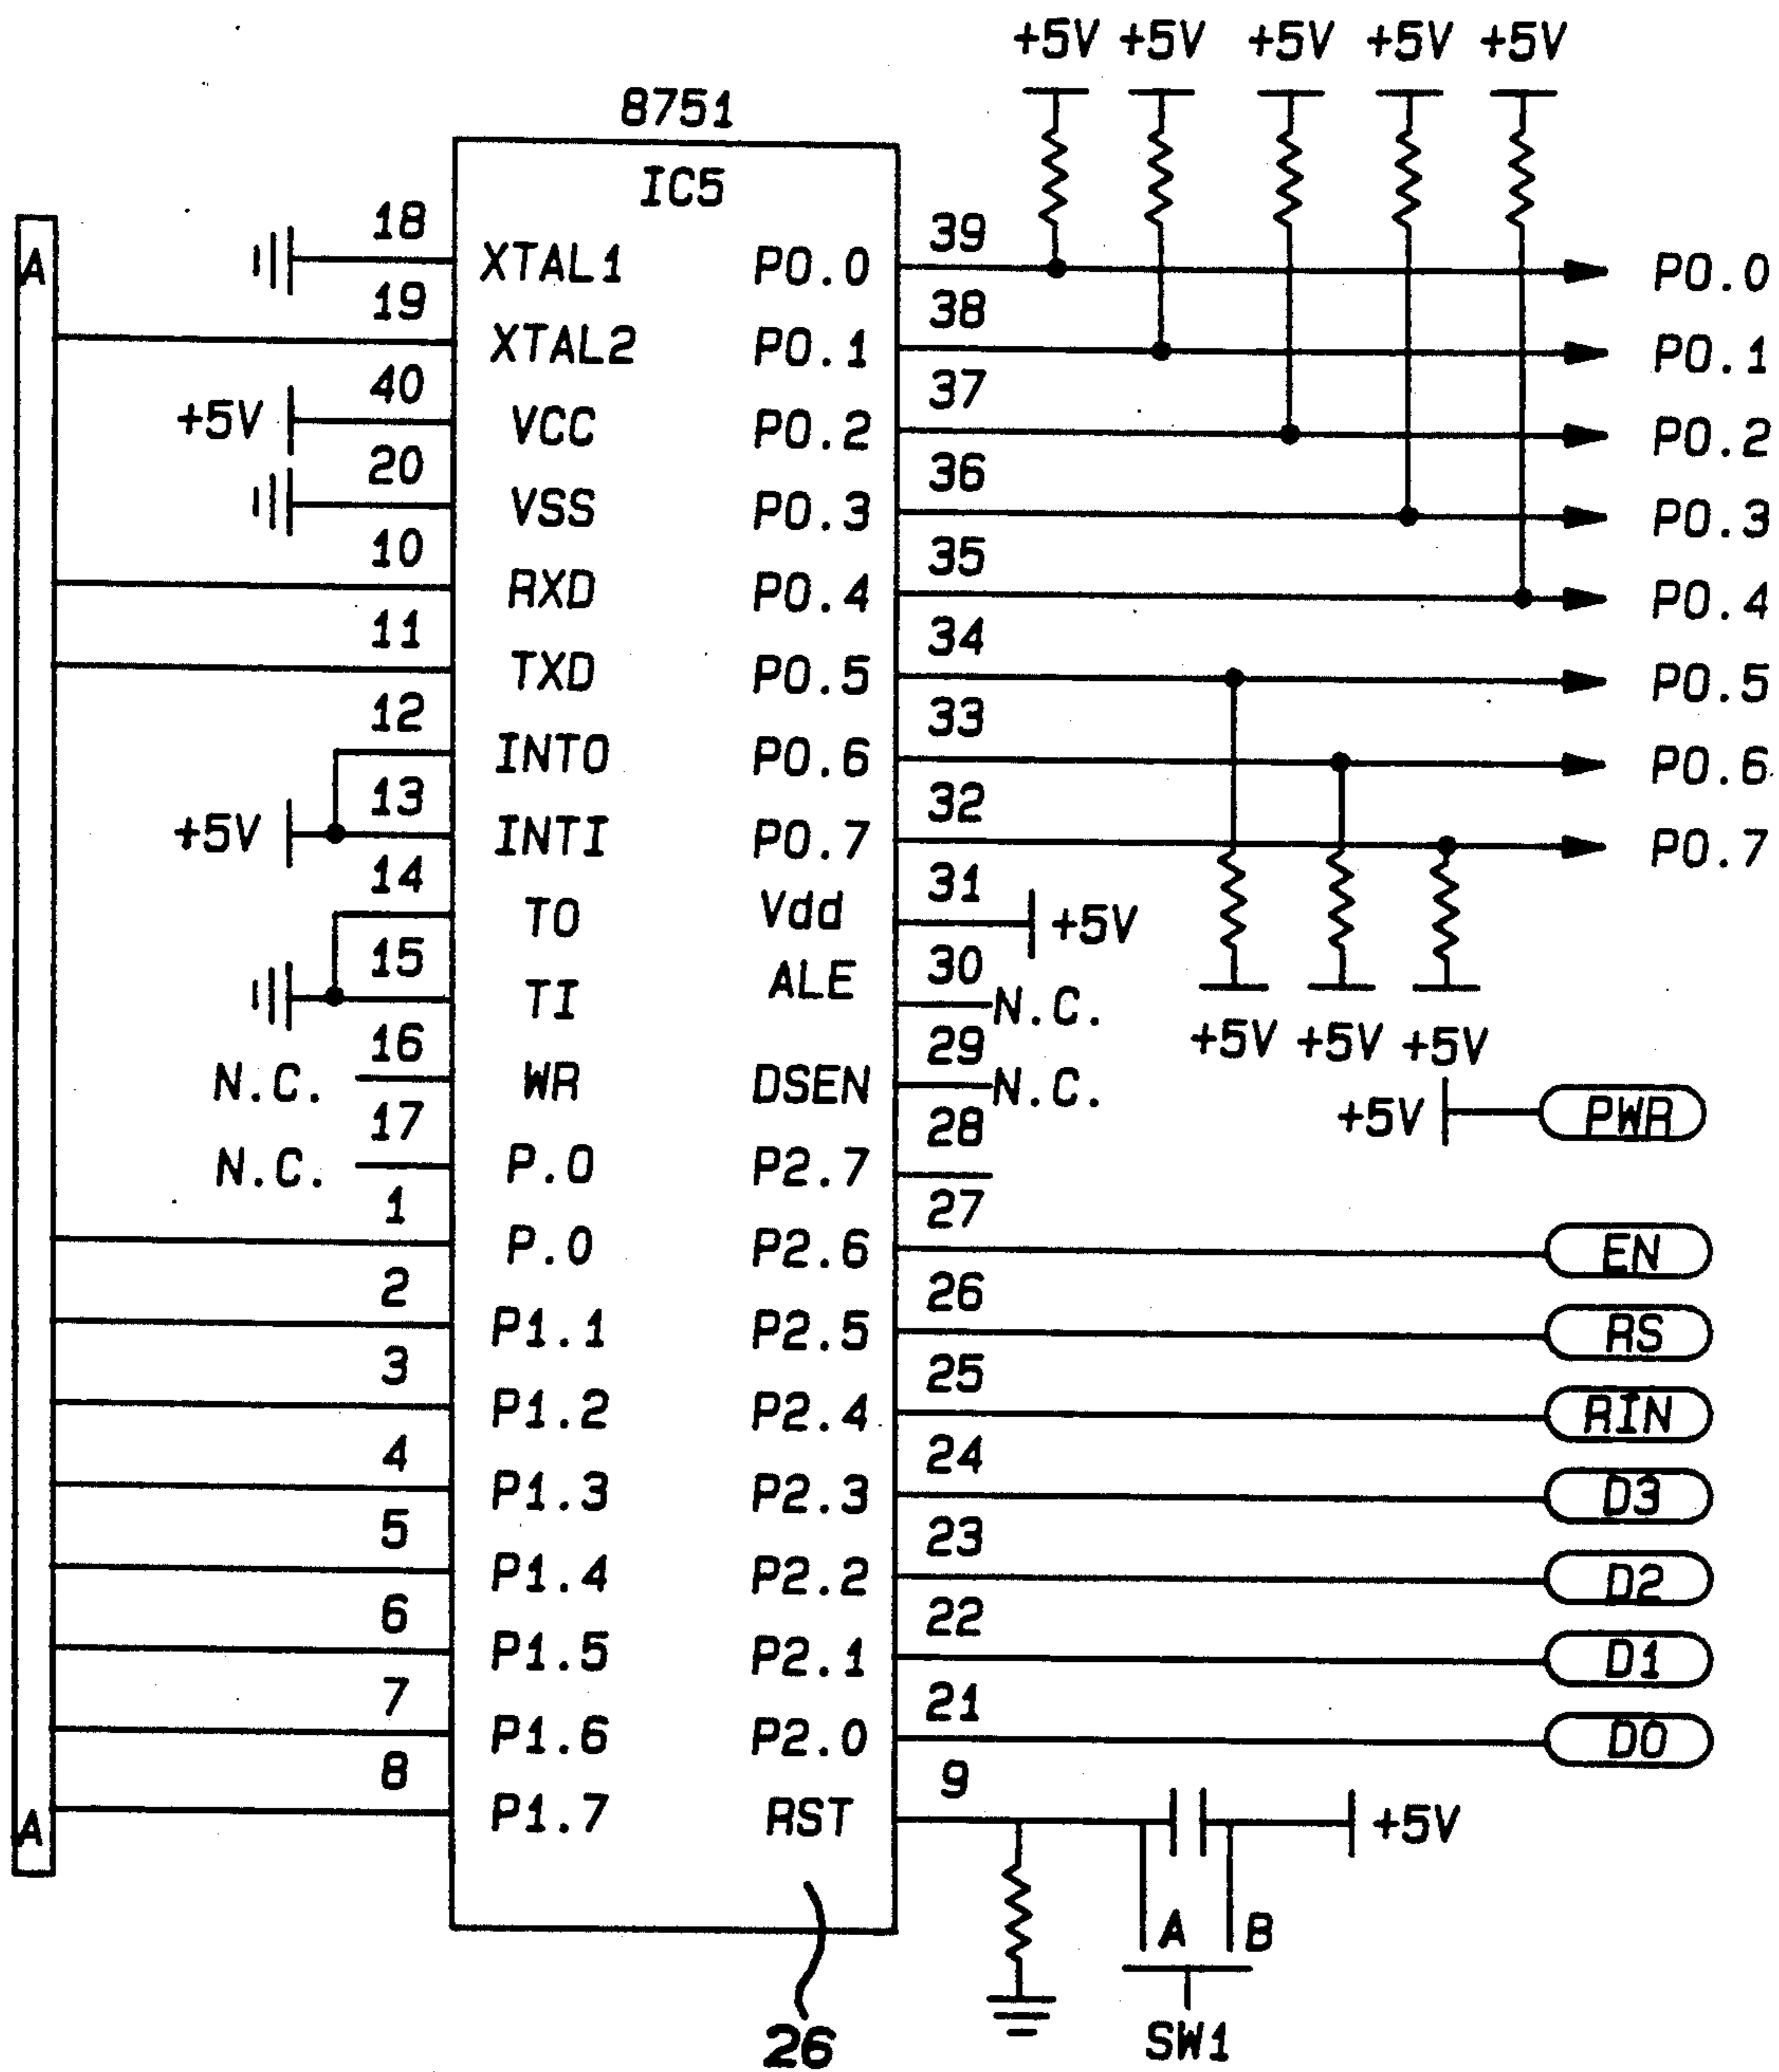 +5V +5V +5V +5V +5V
8751
IC5
A
18 XTAL1 P0.0 39 P0.0
19 XTAL2 P0.1 38 P0.1
+5V 40 VCC P0.2 37 P0.2
20 VSS P0.3 36 P0.3
10 RXD P0.4 35 P0.4
11 TXD P0.5 34 P0.5
12 INT0 P0.6 33 P0.6
+5V 13 INTI P0.7 32 P0.7
14 T0 Vdd 31 +5V
15 TI ALE 30 N.C.
+5V +5V +5V
N.C. 16 WR DSEN 29 N.C.
+5V PWR
N.C. 17 P.0 P2.7 28
1 P.0 P2.6 27 EN
2 P1.1 P2.5 26 RS
3 P1.2 P2.4 25 RIN
4 P1.3 P2.3 24 D3
5 P1.4 P2.2 23 D2
6 P1.5 P2.1 22 D1
7 P1.6 P2.0 21 D0
A 8 P1.7 RST 9 +5V
A B
SW1
26